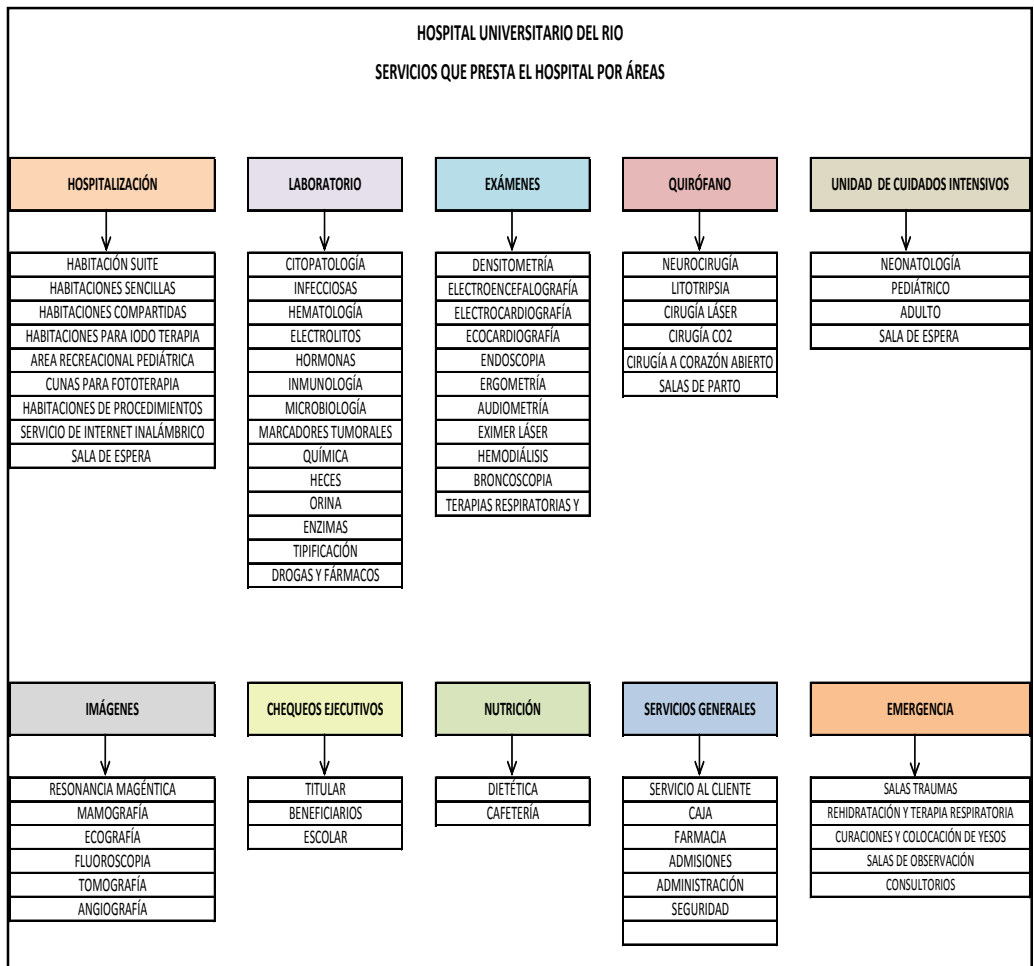 HOSPITAL UNIVERSITARIO DEL RIO
SERVICIOS QUE PRESTA EL HOSPITAL POR ÁREAS
HOSPITALIZACIÓN
HABITACIÓN SUITE
HABITACIONES SENCILLAS
HABITACIONES COMPARTIDAS
HABITACIONES PARA IODO TERAPIA
AREA RECREACIONAL PEDIÁTRICA
CUNAS PARA FOTOTERAPIA
HABITACIONES DE PROCEDIMIENTOS
SERVICIO DE INTERNET INALÁMBRICO
SALA DE ESPERA
LABORATORIO
CITOPATOLOGÍA
INFECCIOSAS
HEMATOLOGÍA
ELECTROLITOS
HORMONAS
INMUNOLOGÍA
MICROBIOLOGÍA
MARCADORES TUMORALES
QUÍMICA
HECES
ORINA
ENZIMAS
TIPIFICACIÓN
DROGAS Y FÁRMACOS
EXÁMENES
DENSITOMETRÍA
ELECTROENCEFALOGRAFÍA
ELECTROCARDIOGRAFÍA
ECOCARDIOGRAFÍA
ENDOSCOPIA
ERGOMETRÍA
AUDIOMETRÍA
EXIMER LÁSER
HEMODIÁLISIS
BRONCOSCOPIA
TERAPIAS RESPIRATORIAS Y
QUIRÓFANO
NEUROCIRUGÍA
LITOTRIPSIA
CIRUGÍA LÁSER
CIRUGÍA CO2
CIRUGÍA A CORAZÓN ABIERTO
SALAS DE PARTO
UNIDAD DE CUIDADOS INTENSIVOS
NEONATOLOGÍA
PEDIÁTRICO
ADULTO
SALA DE ESPERA
IMÁGENES
RESONANCIA MAGÉNTICA
MAMOGRAFÍA
ECOGRAFÍA
FLUOROSCOPIA
TOMOGRAFÍA
ANGIOGRAFÍA
CHEQUEOS EJECUTIVOS
TITULAR
BENEFICIARIOS
ESCOLAR
NUTRICIÓN
DIETÉTICA
CAFETERÍA
SERVICIOS GENERALES
SERVICIO AL CLIENTE
CAJA
FARMACIA
ADMISIONES
ADMINISTRACIÓN
SEGURIDAD
EMERGENCIA
SALAS TRAUMAS
REHIDRATACIÓN Y TERAPIA RESPIRATORIA
CURACIONES Y COLOCACIÓN DE YESOS
SALAS DE OBSERVACIÓN
CONSULTORIOS